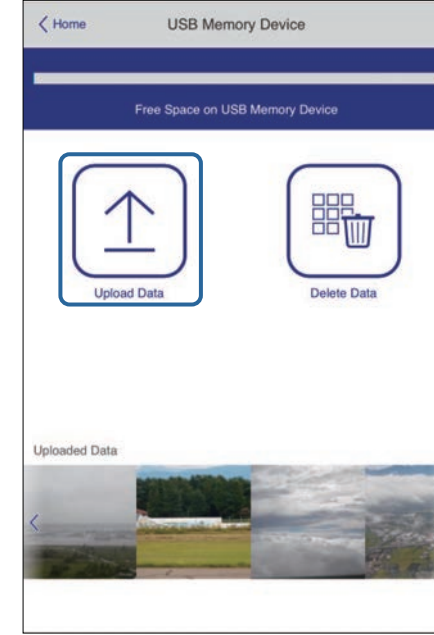 Home
USB Memory Device
Free Space on USB Memory Device
Upload Data
Delete Data
Uploaded Data